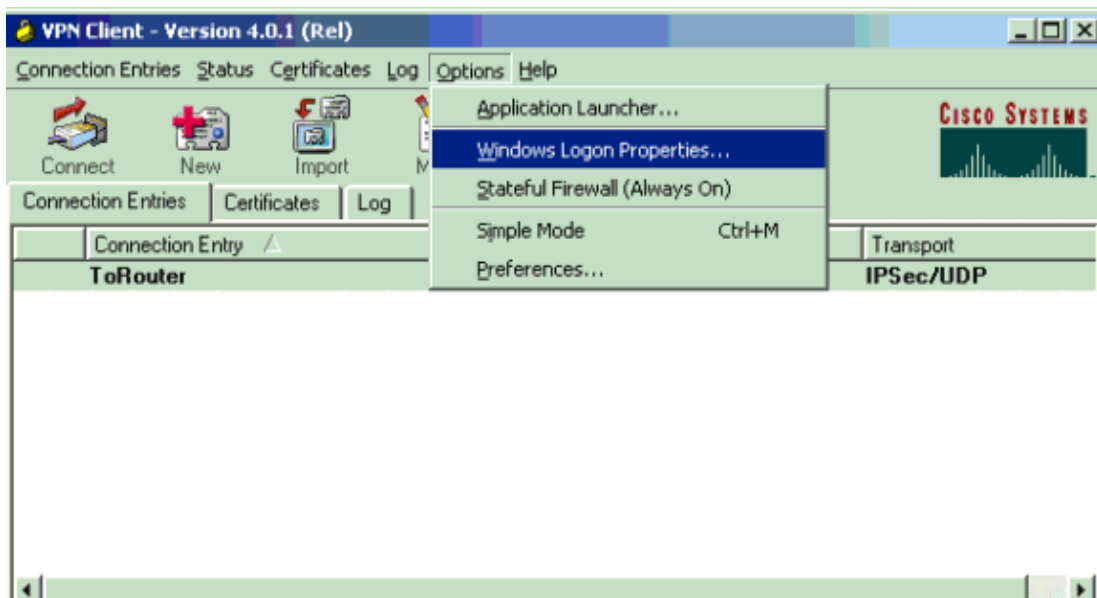 VPN Client - Version 4.0.1 (Rel)
Connection Entries Status Certificates Log Options Help
Application Launcher...
Windows Logon Properties...
Stateful Firewall (Always On)
Simple Mode Ctrl+M
Preferences...
Connect New Import M
CISCO SYSTEMS
Connection Entries Certificates Log
Connection Entry Transport
ToRouter IPSec/UDP